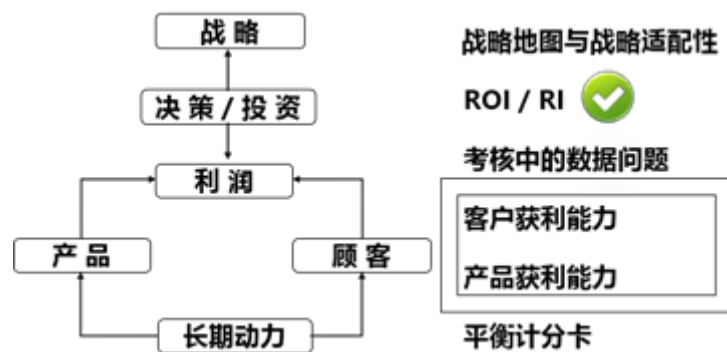 战略
决策/投资
利润
产品
顾客
长期动力
战略地图与战略适配性
ROI / RI
考核中的数据问题
客户获利能力
产品获利能力
平衡计分卡